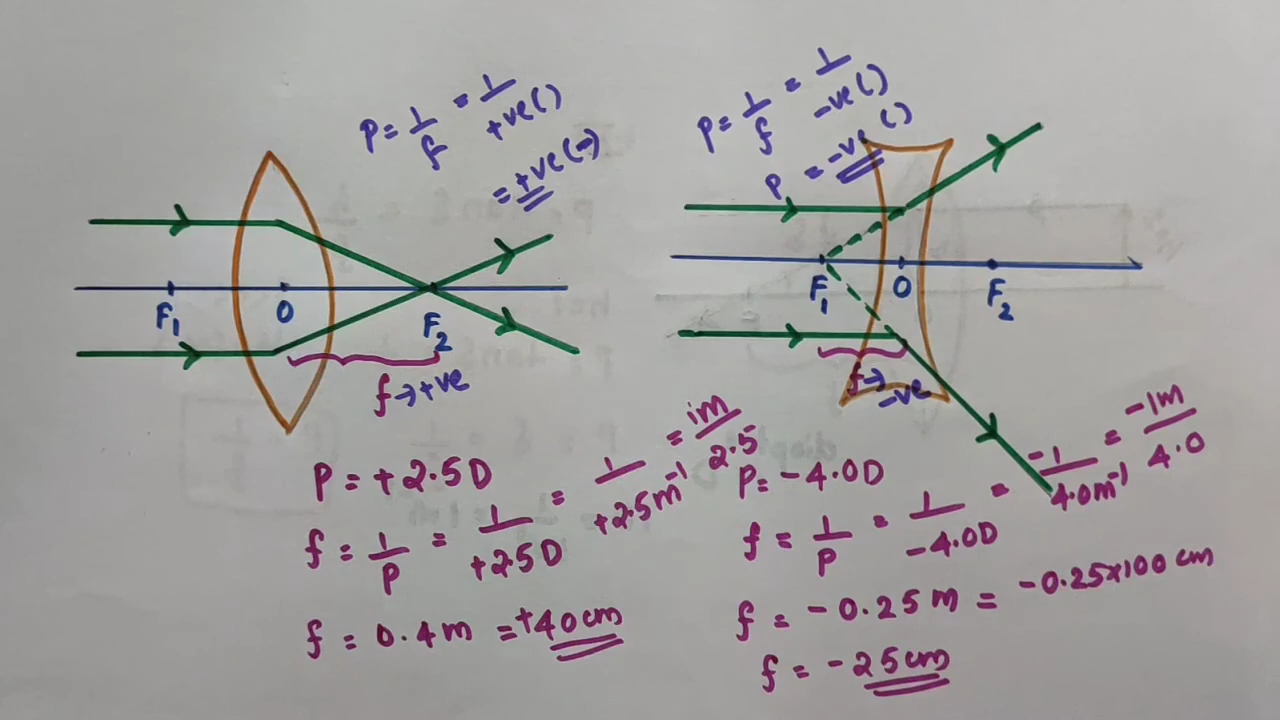 P = 1/f = 1/+ve()
= +ve(=)
F1 O F2
f → +ve
P = +2.5D
f = 1/P = 1/+2.5D = 1/+2.5m⁻¹ = 1m/2.5
f = 0.4m = +40cm
P = 1/f = 1/-ve()
P = -ve()
F1 O F2
f → -ve
P = -4.0D
f = 1/P = 1/-4.0D = -1/4.0m⁻¹ = -1m/4.0
f = -0.25m = -0.25×100cm
f = -25cm